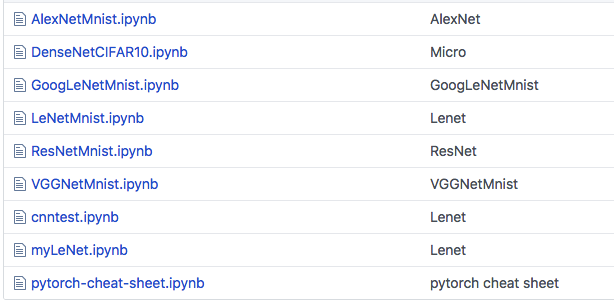 AlexNetMnist.ipynb AlexNet
DenseNetCIFAR10.ipynb Micro
GoogLeNetMnist.ipynb GoogLeNetMnist
LeNetMnist.ipynb Lenet
ResNetMnist.ipynb ResNet
VGGNetMnist.ipynb VGGNetMnist
cnntest.ipynb Lenet
myLeNet.ipynb Lenet
pytorch-cheat-sheet.ipynb pytorch cheat sheet